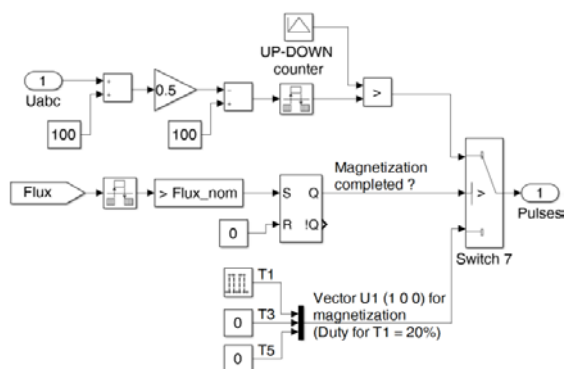 UP-DOWN
counter
1
Uabc
+
+
0.5
-
+
>
100
100
Flux
> Flux_nom
S Q
R !Q
0
Magnetization
completed ?
>
1
Pulses
Switch 7
T1
0
T3
0
T5
Vector U1 (1 0 0) for
magnetization
(Duty for T1 = 20%)